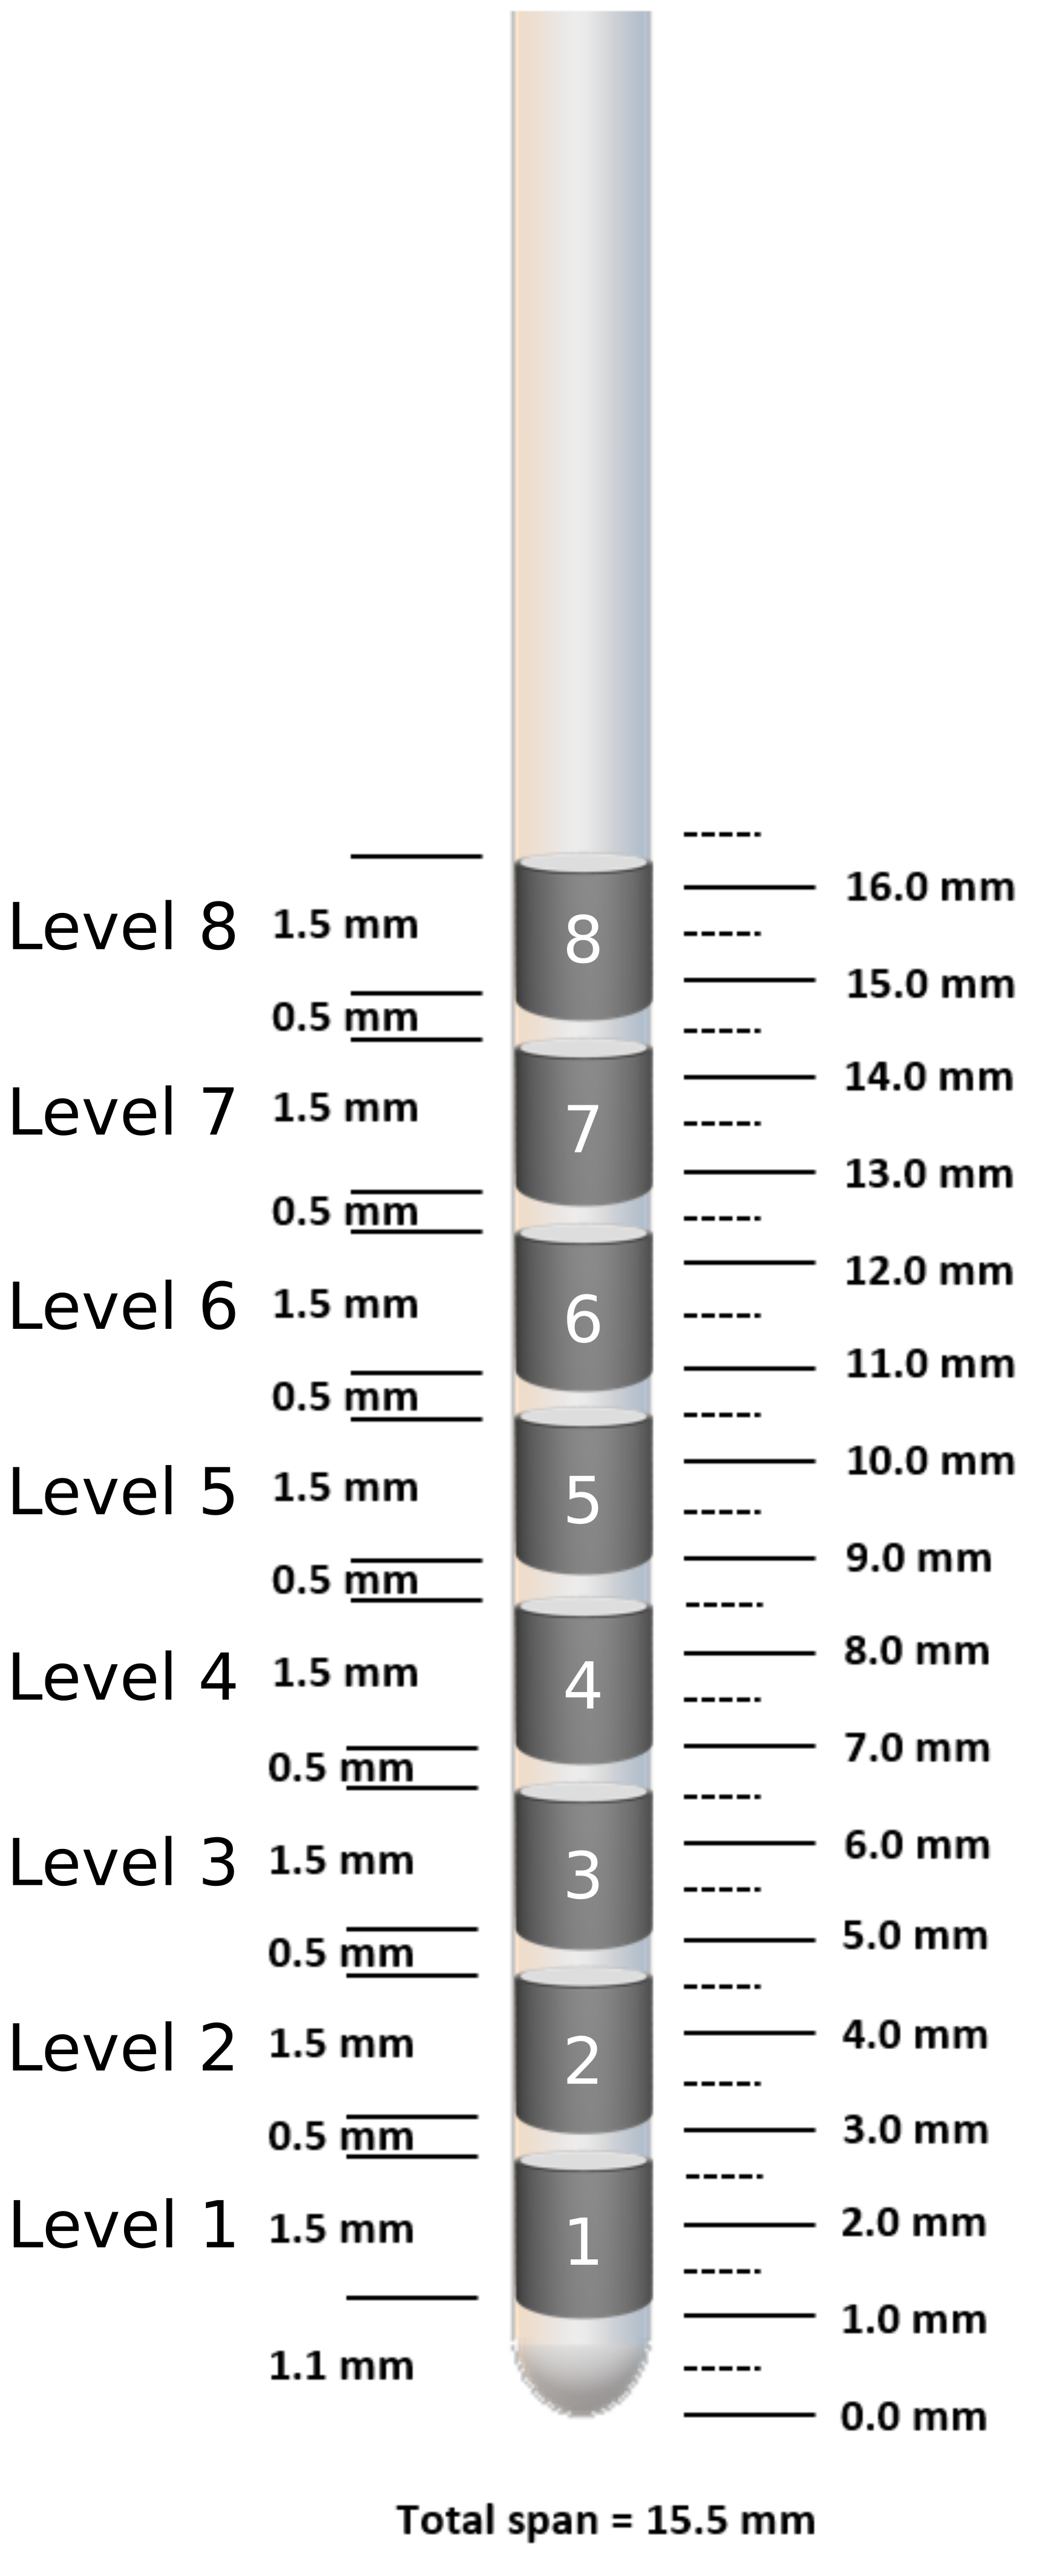 16.0 mm
Level 8 1.5 mm 8
15.0 mm
0.5 mm
14.0 mm
Level 7 1.5 mm 7
13.0 mm
0.5 mm
12.0 mm
Level 6 1.5 mm 6
11.0 mm
0.5 mm
10.0 mm
Level 5 1.5 mm 5
9.0 mm
0.5 mm
8.0 mm
Level 4 1.5 mm 4
7.0 mm
0.5 mm
6.0 mm
Level 3 1.5 mm 3
5.0 mm
0.5 mm
4.0 mm
Level 2 1.5 mm 2
3.0 mm
0.5 mm
2.0 mm
Level 1 1.5 mm 1
1.0 mm
1.1 mm
0.0 mm
Total span = 15.5 mm